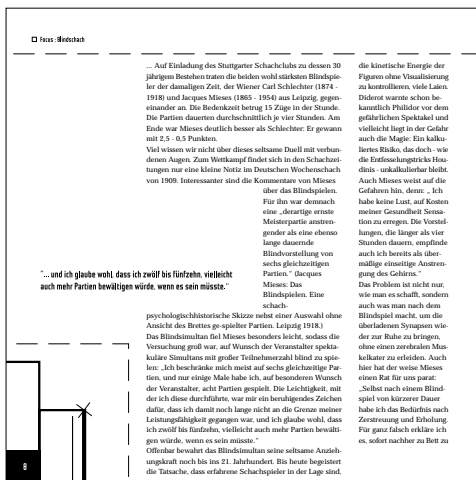 Focus : Blindschach
... Auf Einladung des Stuttgarter Schachclubs zu dessen 30
jährigem Bestehen traten die beiden wohl stärksten Blindspie-
ler der damaligen Zeit, der Wiener Carl Schlechter (1874 -
1918) und Jacques Mieses (1865 - 1954) aus Leipzig, gegen-
einander an. Die Bedenkzeit betrug 15 Züge in der Stunde.
Die Partien dauerten durchschnittlich je vier Stunden. Am
Ende war Mieses deutlich besser als Schlechter: Er gewann
mit 2,5 - 0,5 Punkten.
Viel wissen wir nicht über dieses seltsame Duell mit verbun-
denen Augen. Zum Wettkampf findet sich in den Schachzei-
tungen nur eine kleine Notiz im Deutschen Wochenschach
von 1909. Interessanter sind die Kommentare von Mieses
über das Blindspielen.
Für ihn war demnach
eine „derartige ernste
Meisterpartie anstren-
gender als eine ebenso
lange dauernde
Blindvorstellung von
sechs gleichzeitigen
Partien." (Jacques
Mieses: Das
Blindspielen. Eine
schach-
psychologischhistorische Skizze nebst einer Auswahl ohne
Ansicht des Brettes ge-spielter Partien. Leipzig 1918.)
Das Blindsimultan fiel Mieses besonders leicht, sodass die
Versuchung groß war, auf Wunsch der Veranstalter spekta-
kuläre Simultans mit großer Teilnehmerzahl blind zu spie-
len: „Ich beschränke mich meist auf sechs gleichzeitige Par-
tien, und nur einige Male habe ich, auf besonderen Wunsch
der Veranstalter, acht Partien gespielt. Die Leichtigkeit, mit
der ich diese durchführte, war mir ein beruhigendes Zeichen
dafür, dass ich damit noch lange nicht an die Grenze meiner
Leistungsfähigkeit gegangen war, und ich glaube wohl, dass
ich zwölf bis fünfzehn, vielleicht auch mehr Partien bewälti-
gen würde, wenn es sein müsste."
Offenbar bewahrt das Blindsimultan seine seltsame Anzieh-
ungskraft noch bis ins 21. Jahrhundert. Bis heute begeistert
die Tatsache, dass erfahrene Schachspieler in der Lage sind,
"... und ich glaube wohl, dass ich zwölf bis fünfzehn, vielleicht
auch mehr Partien bewältigen würde, wenn es sein müsste."
die kinetische Energie der
Figuren ohne Visualisierung
zu kontrollieren, viele Laien.
Diderot warnte schon be-
kanntlich Philidor vor dem
gefährlichen Spektakel und
vielleicht liegt in der Gefahr
auch die Magie: Ein kalku-
liertes Risiko, das doch - wie
die Entfesselungstricks Hou-
dinis - unkalkulierbar bleibt.
Auch Mieses weist auf die
Gefahren hin, denn: „ Ich
habe keine Lust, auf Kosten
meiner Gesundheit Sensa-
tion zu erregen. Die Vorstel-
lungen, die länger als vier
Stunden dauern, empfinde
auch ich bereits als über-
mäßige einseitige Anstren-
gung des Gehirns."
Das Problem ist nicht nur,
wie man es schafft, sondern
auch was man nach dem
Blindspiel macht, um die
überladenen Synapsen wie-
der zur Ruhe zu bringen,
ohne einen zerebralen Mus-
kelkater zu erleiden. Auch
hier hat der weise Mieses
einen Rat für uns parat:
„Selbst nach einem Blind-
spiel von kürzerer Dauer
habe ich das Bedürfnis nach
Zerstreuung und Erholung.
Für ganz falsch erkläre ich
es, sofort nachher zu Bett zu
8